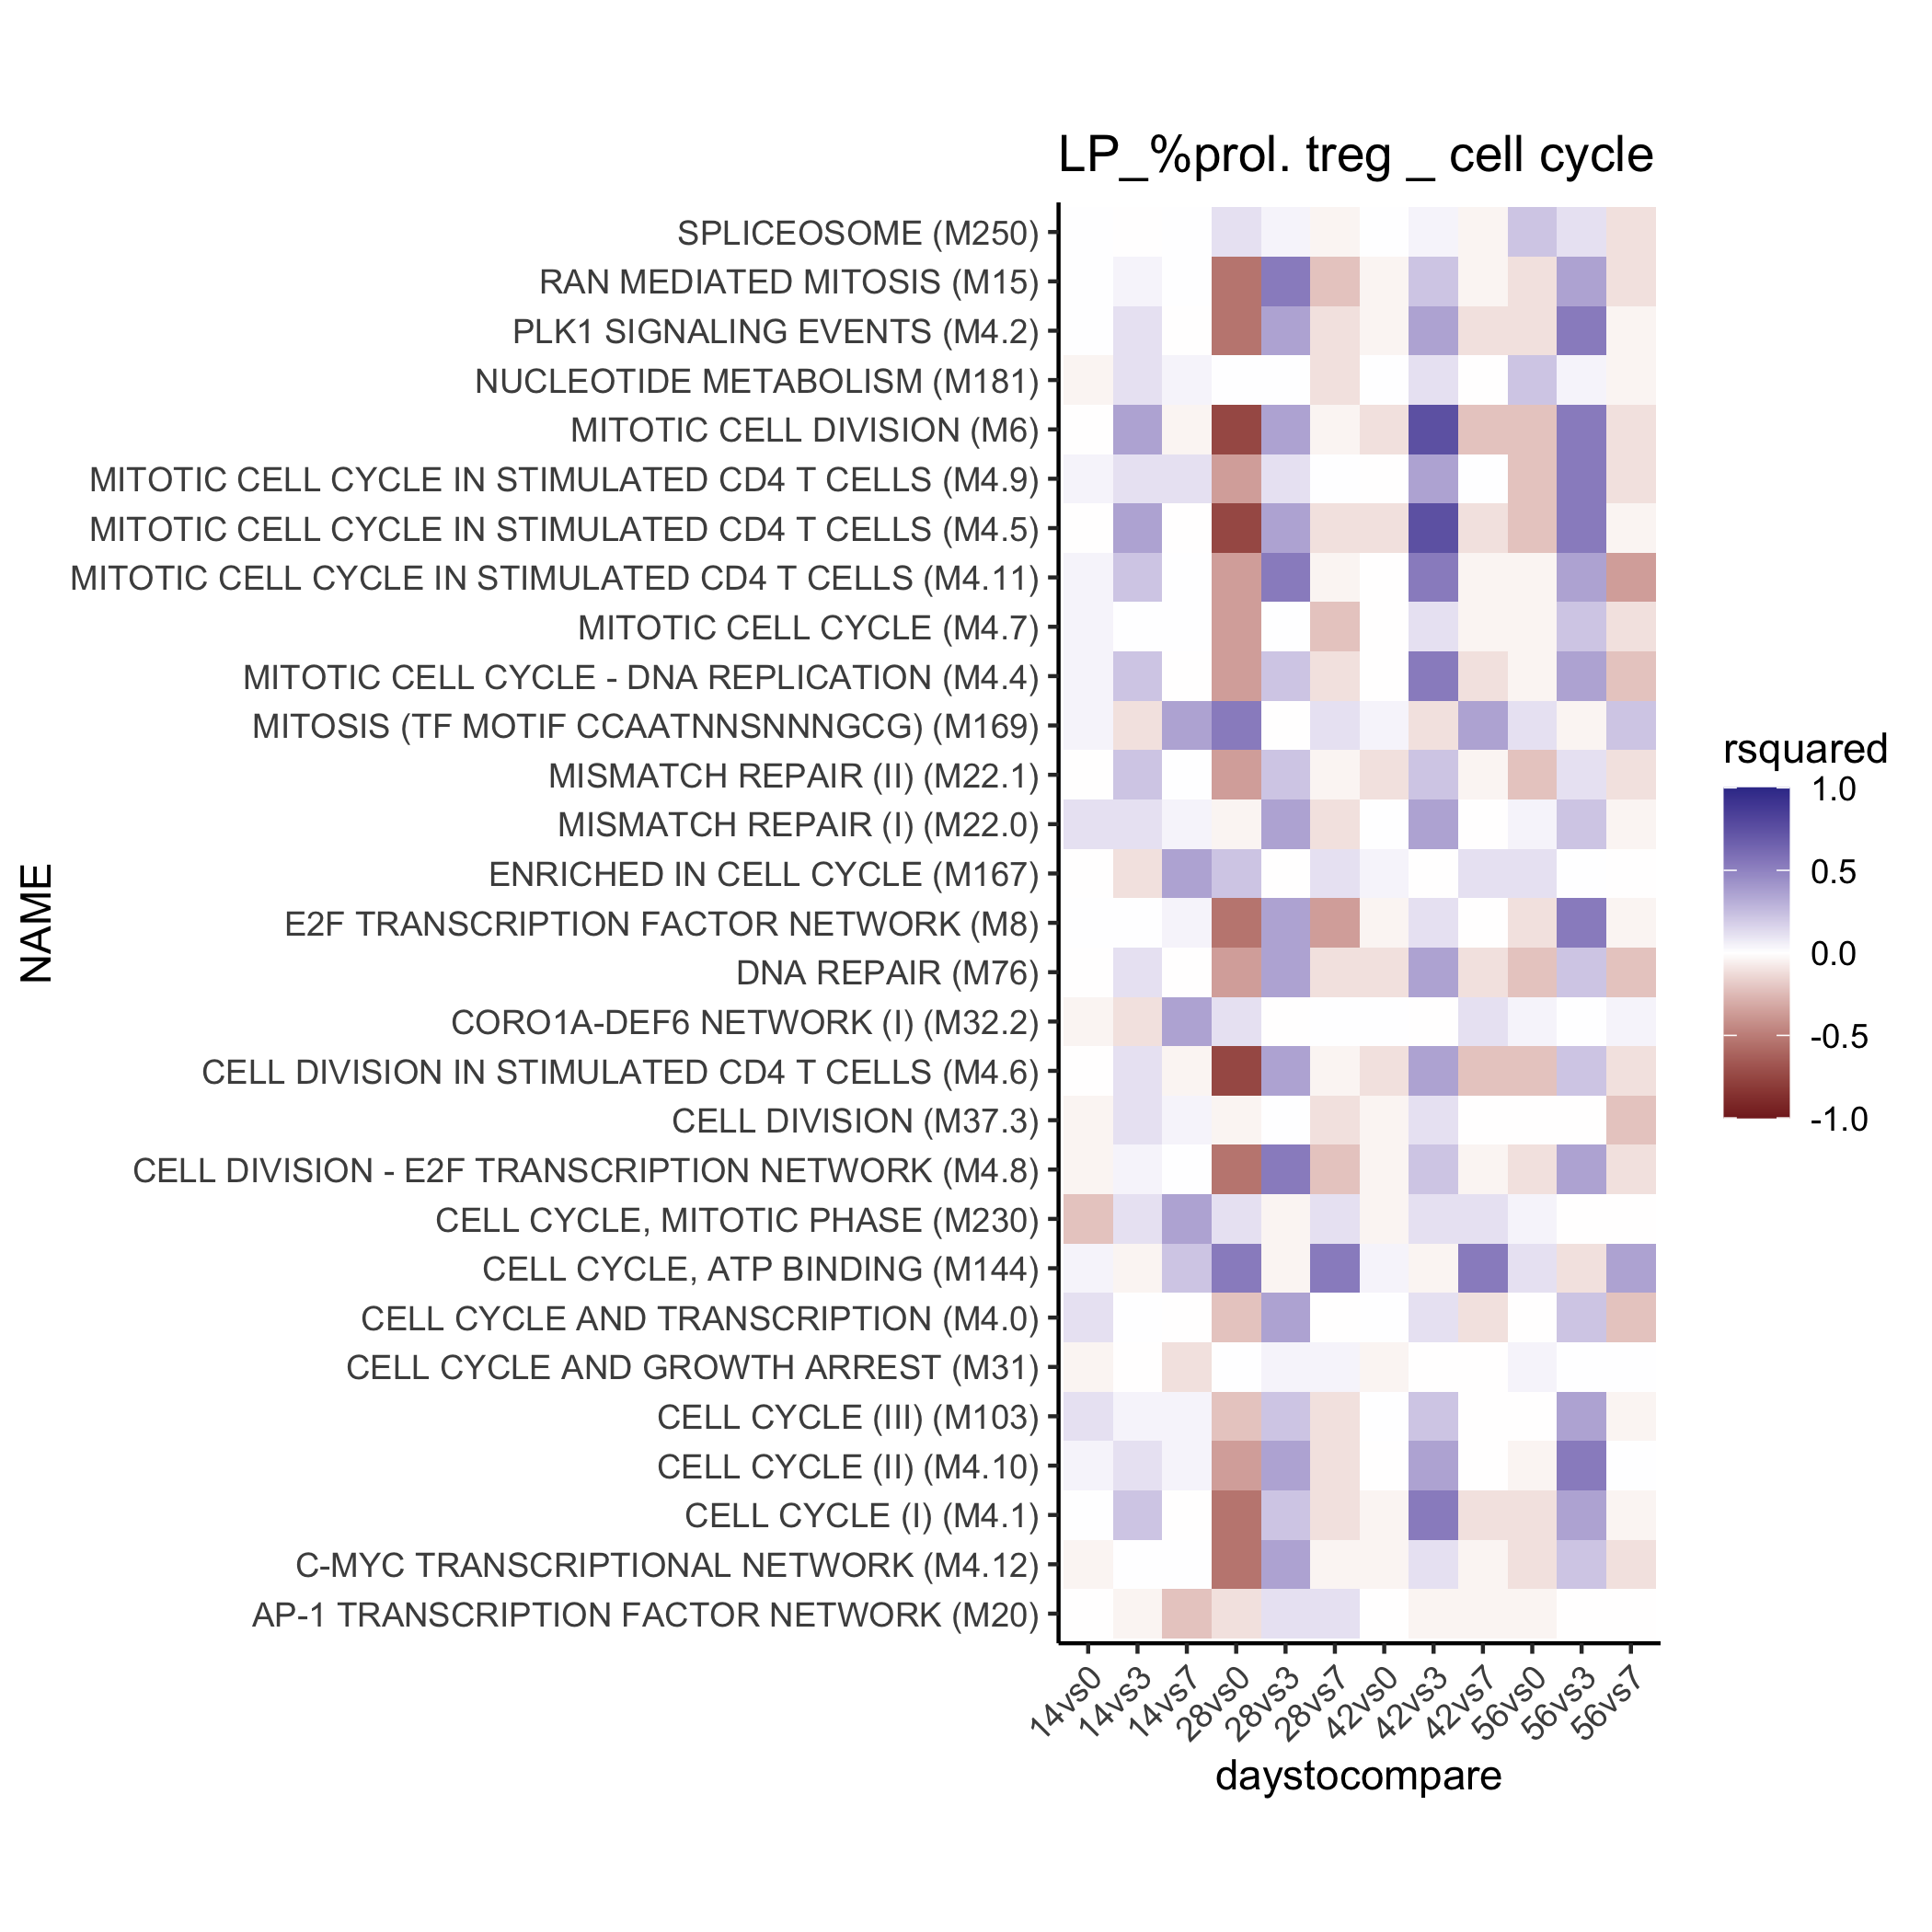 LP_%prol. treg _ cell cycle
SPLICEOSOME (M250)
RAN MEDIATED MITOSIS (M15)
PLK1 SIGNALING EVENTS (M4.2)
NUCLEOTIDE METABOLISM (M181)
MITOTIC CELL DIVISION (M6)
MITOTIC CELL CYCLE IN STIMULATED CD4 T CELLS (M4.9)
MITOTIC CELL CYCLE IN STIMULATED CD4 T CELLS (M4.5)
MITOTIC CELL CYCLE IN STIMULATED CD4 T CELLS (M4.11)
MITOTIC CELL CYCLE (M4.7)
MITOTIC CELL CYCLE - DNA REPLICATION (M4.4)
MITOSIS (TF MOTIF CCAATNNSNNNGCG) (M169)
MISMATCH REPAIR (II) (M22.1)
MISMATCH REPAIR (I) (M22.0)
ENRICHED IN CELL CYCLE (M167)
E2F TRANSCRIPTION FACTOR NETWORK (M8)
DNA REPAIR (M76)
CORO1A-DEF6 NETWORK (I) (M32.2)
CELL DIVISION IN STIMULATED CD4 T CELLS (M4.6)
CELL DIVISION (M37.3)
CELL DIVISION - E2F TRANSCRIPTION NETWORK (M4.8)
CELL CYCLE, MITOTIC PHASE (M230)
CELL CYCLE, ATP BINDING (M144)
CELL CYCLE AND TRANSCRIPTION (M4.0)
CELL CYCLE AND GROWTH ARREST (M31)
CELL CYCLE (III) (M103)
CELL CYCLE (II) (M4.10)
CELL CYCLE (I) (M4.1)
C-MYC TRANSCRIPTIONAL NETWORK (M4.12)
AP-1 TRANSCRIPTION FACTOR NETWORK (M20)
NAME
14vs0
14vs3
14vs7
28vs0
28vs3
28vs7
42vs0
42vs3
42vs7
56vs0
56vs3
56vs7
daystocompare
rsquared
1.0
0.5
0.0
-0.5
-1.0